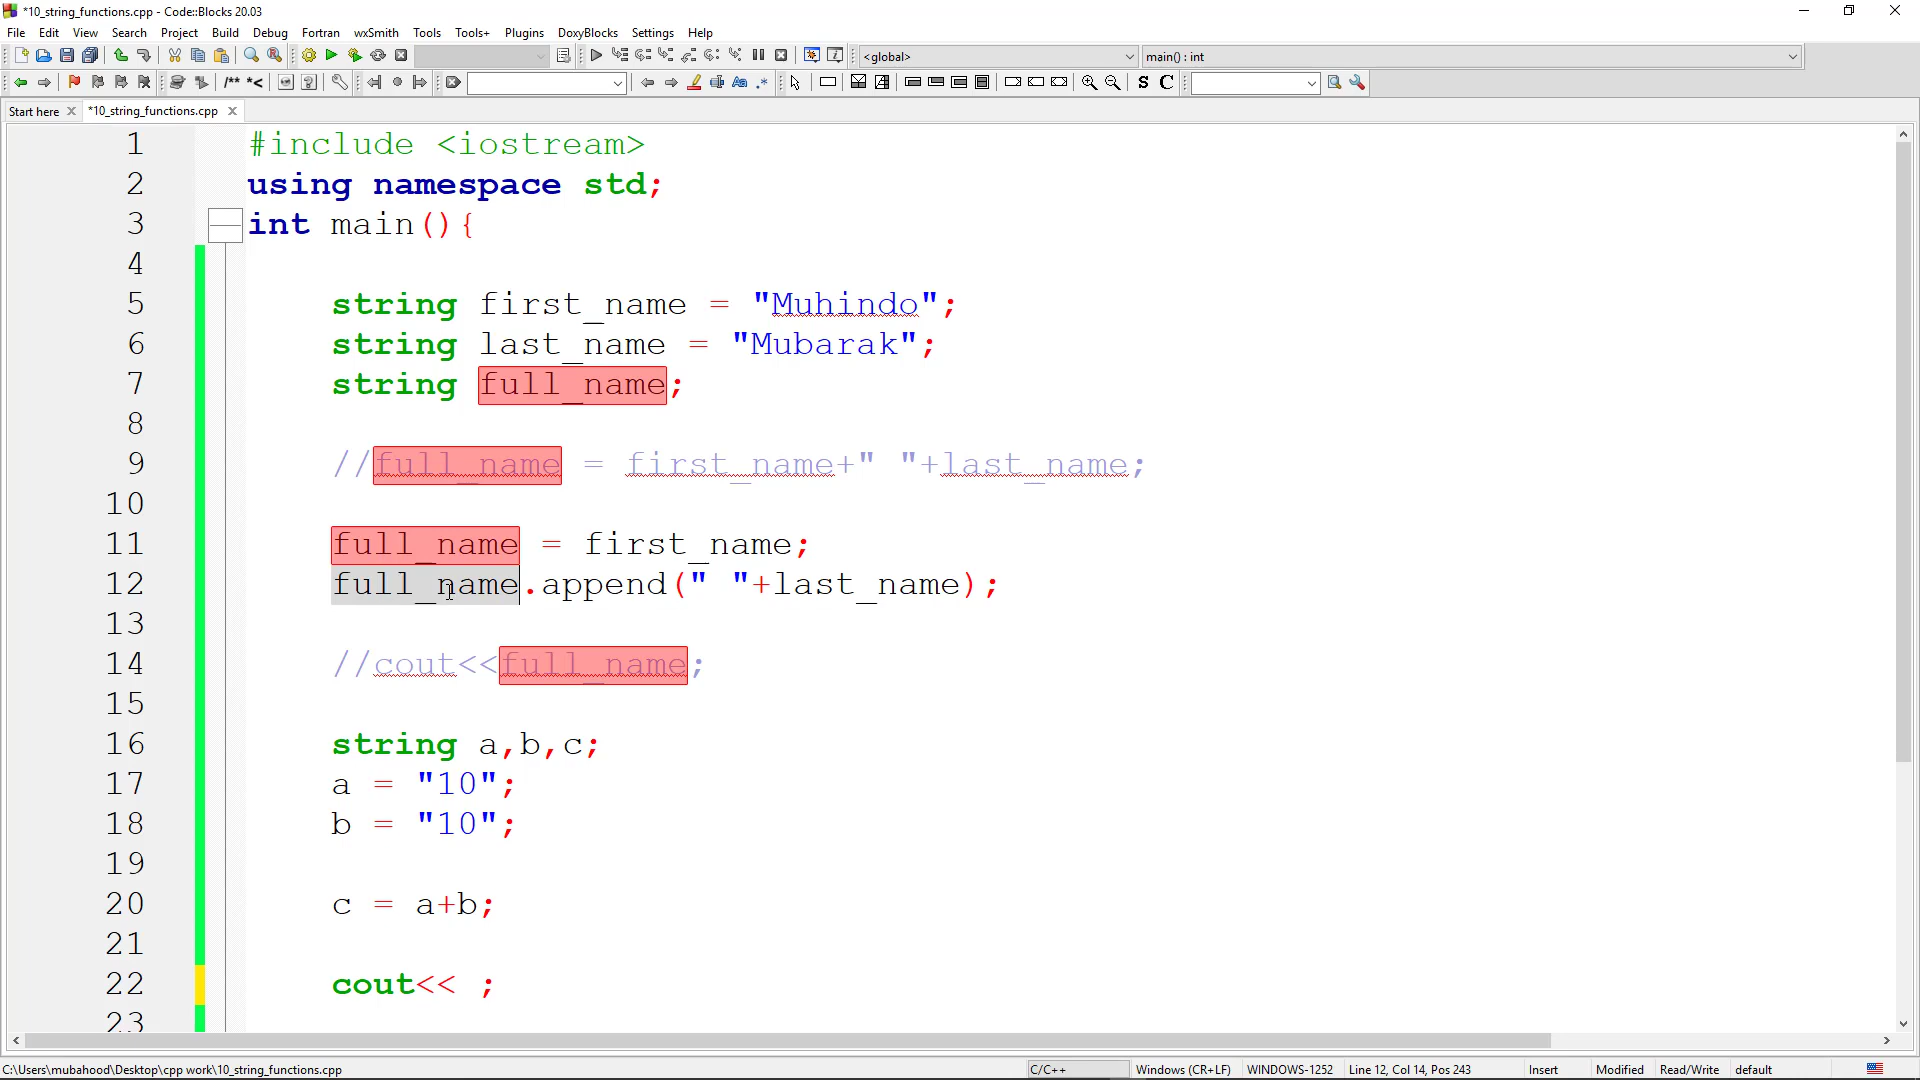 *10_string_functions.cpp - Code::Blocks 20.03
File Edit View Search Project Build Debug Fortran wxSmith Tools Tools+ Plugins DoxyBlocks Settings Help
<global> main() : int
/** *<
S C
Start here *10_string_functions.cpp
1 #include <iostream>
2 using namespace std;
3 int main(){
4
5 string first_name = "Muhindo";
6 string last_name = "Mubarak";
7 string full_name;
8
9 //full_name = first_name+" "+last_name;
10
11 full_name = first_name;
12 full_name.append(" "+last_name);
13
14 //cout<<full_name;
15
16 string a,b,c;
17 a = "10";
18 b = "10";
19
20 c = a+b;
21
22 cout<< ;
23
C:\Users\mubahood\Desktop\cpp work\10_string_functions.cpp C/C++ Windows (CR+LF) WINDOWS-1252 Line 12, Col 14, Pos 243 Insert Modified Read/Write default